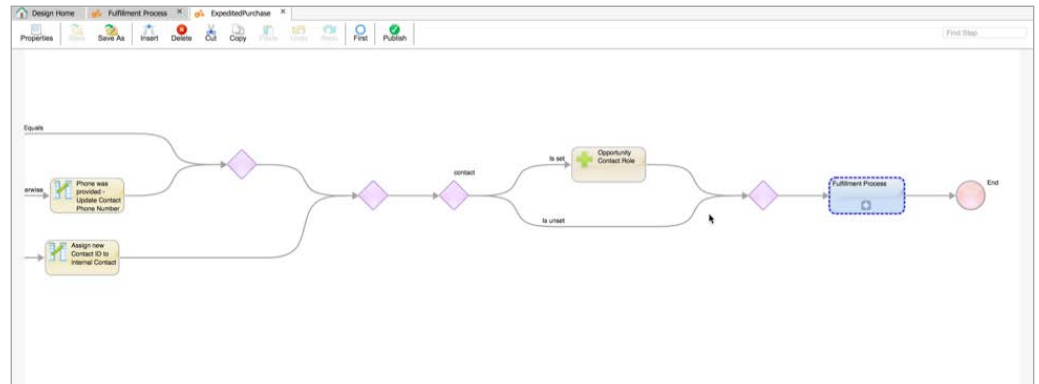 Design Home
Fulfillment Process
ExpeditedPurchase
Properties
Save
Save As
Insert
Delete
Cut
Copy
Paste
Undo
Redo
First
Publish
Find Step
Equals
erwise
Phone was
provided -
Update Contact
Phone Number
Assign new
Contact ID to
Internal Contact
contact
Is set
Opportunity
Contact Role
Is unset
Fulfillment Process
End